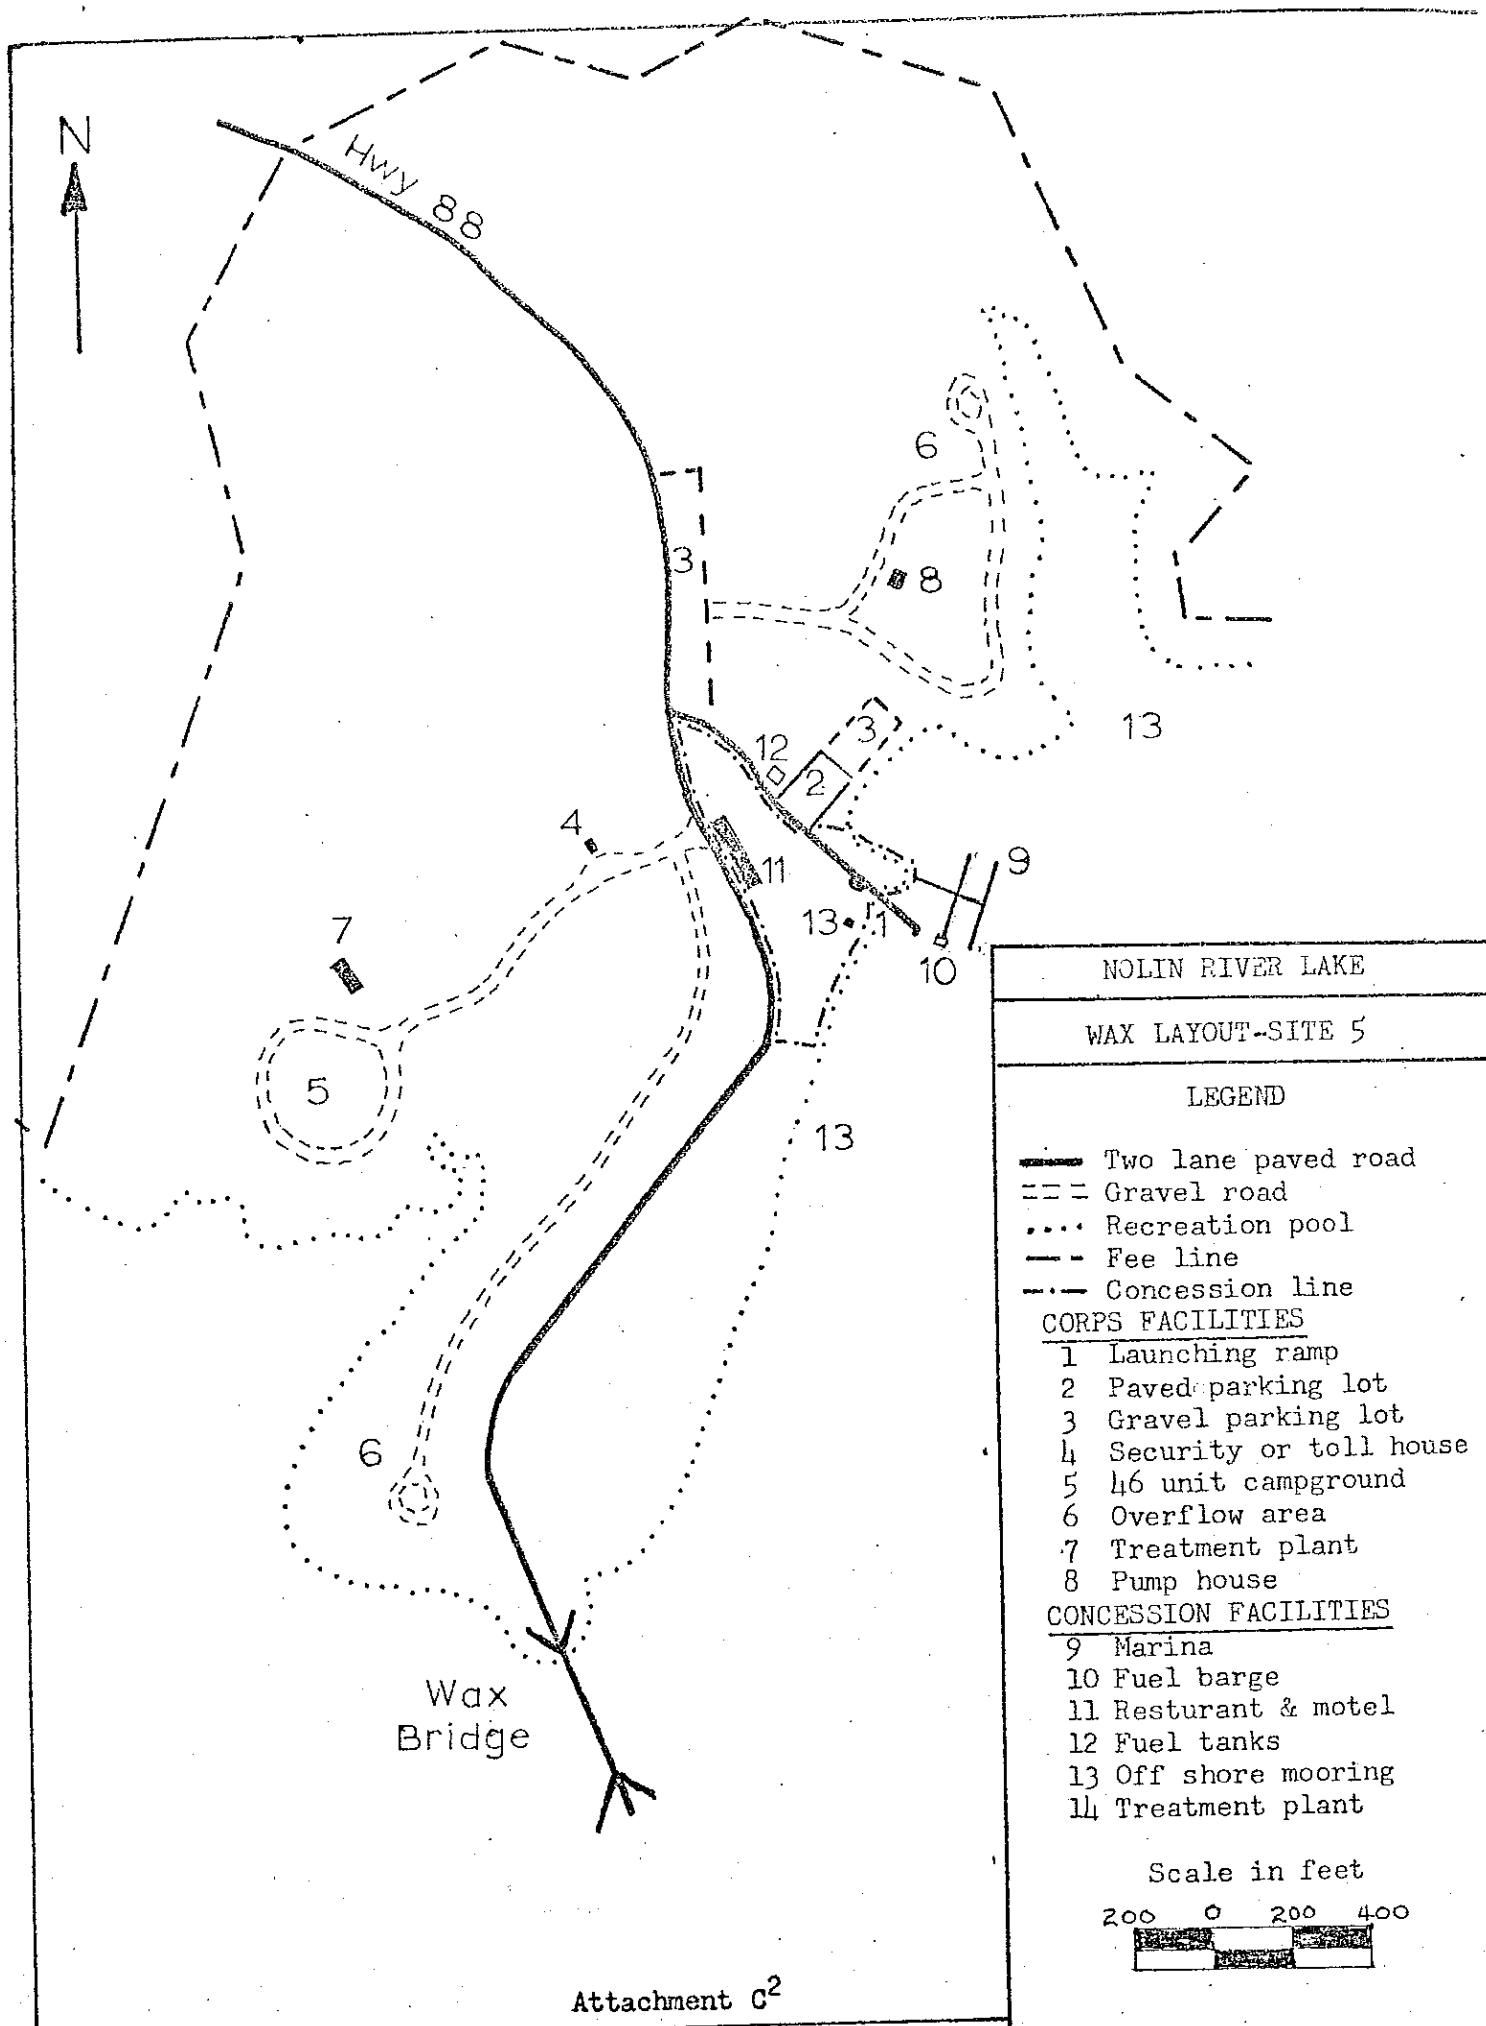 N
Hwy 88
6
3
8
13
3
12
2
4
11
9
7
13
1
10
5
13
6
Wax
Bridge
NOLIN RIVER LAKE
WAX LAYOUT-SITE 5
LEGEND
Two lane paved road
Gravel road
Recreation pool
Fee line
Concession line
CORPS FACILITIES
1 Launching ramp
2 Paved parking lot
3 Gravel parking lot
4 Security or toll house
5 46 unit campground
6 Overflow area
7 Treatment plant
8 Pump house
CONCESSION FACILITIES
9 Marina
10 Fuel barge
11 Resturant & motel
12 Fuel tanks
13 Off shore mooring
14 Treatment plant
Scale in feet
200 0 200 400
Attachment C²